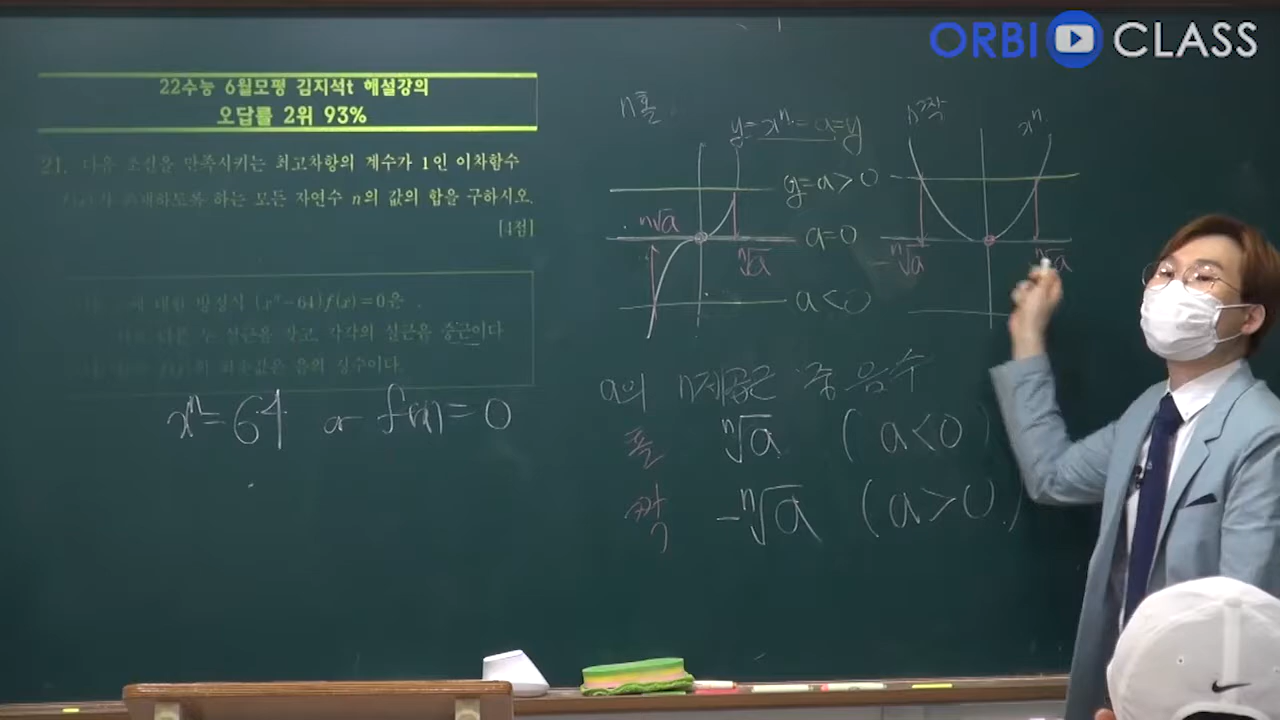 ORBI CLASS
22수능 6월모평 김지석t 해설강의
오답률 2위 93%
21. 다음 조건을 만족시키는 최고차항의 계수가 1인 이차함수
하도록 하는 모든 자연수 n의 값의 합을 구하시오.
[4점]
대한 방정식 (xⁿ-64)f(x)=0은
다른 두 실근을 갖고, 각각의 실근은 중근이다
최솟값은 음의 정수이다.
xⁿ=64 or f(x)=0
n홀
y=xⁿ=a=y
y=a>0
a=0
a<0
ⁿ√a
ⁿ√a
n짝
xⁿ
-ⁿ√a
ⁿ√a
a의 n제곱근 중 음수
홀 ⁿ√a (a<0)
짝 -ⁿ√a (a>0)